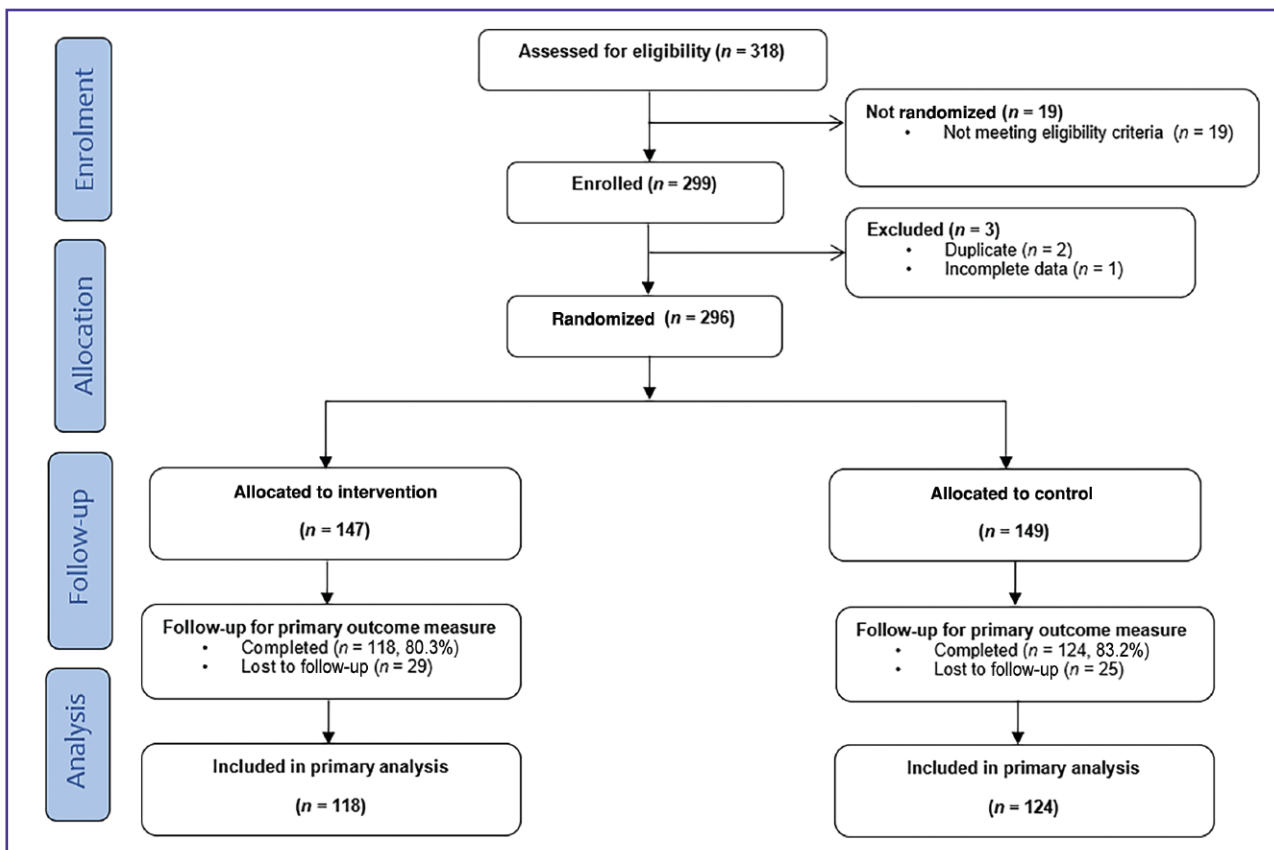 Enrolment
Allocation
Follow-up
Analysis
Assessed for eligibility (n = 318)
Not randomized (n = 19)
• Not meeting eligibility criteria (n = 19)
Enrolled (n = 299)
Excluded (n = 3)
• Duplicate (n = 2)
• Incomplete data (n = 1)
Randomized (n = 296)
Allocated to intervention
(n = 147)
Allocated to control
(n = 149)
Follow-up for primary outcome measure
• Completed (n = 118, 80.3%)
• Lost to follow-up (n = 29)
Follow-up for primary outcome measure
• Completed (n = 124, 83.2%)
• Lost to follow-up (n = 25)
Included in primary analysis
(n = 118)
Included in primary analysis
(n = 124)